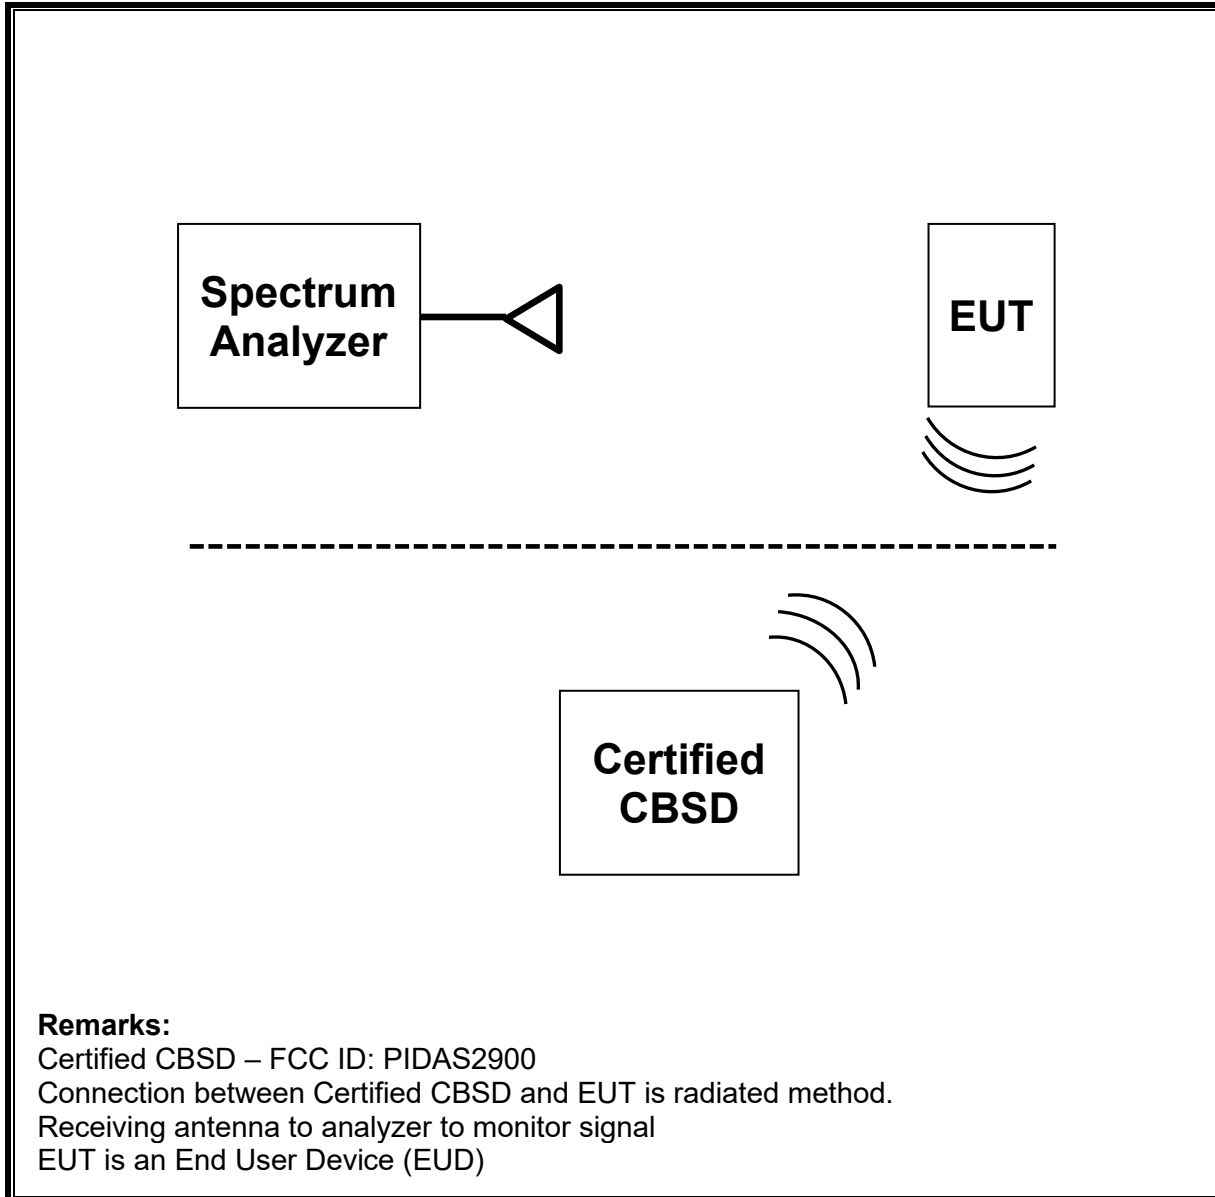 Spectrum
Analyzer
EUT
Certified
CBSD
Remarks:
Certified CBSD – FCC ID: PIDAS2900
Connection between Certified CBSD and EUT is radiated method.
Receiving antenna to analyzer to monitor signal
EUT is an End User Device (EUD)